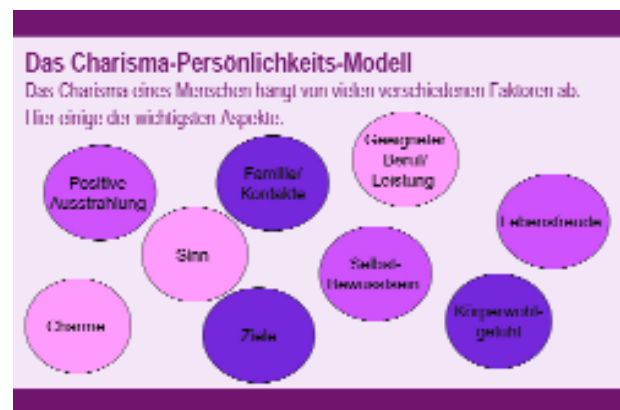 Das Charisma-Persönlichkeits-Modell
Das Charisma eines Menschen hängt von vielen verschiedenen Faktoren ab.
Hier einige der wichtigsten Aspekte.
Positive
Ausstrahlung
Familie/
Kontakte
Geeigneter
Beruf/
Leistung
Lebensfreude
Sinn
Selbst-
Bewusstsein
Charme
Ziele
Körperwohl-
gefühl